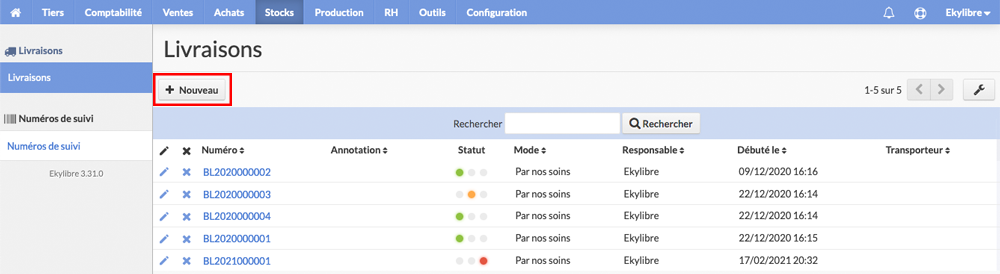 Tiers Comptabilité Ventes Achats Stocks Production RH Outils Configuration Ekylibre
Livraisons
Livraisons
Numéros de suivi
Numéros de suivi
Ekylibre 3.31.0
Livraisons
+ Nouveau 1-5 sur 5
Rechercher Rechercher
Numéro Annotation Statut Mode Responsable Débuté le Transporteur
BL2020000002 Par nos soins Ekylibre 09/12/2020 16:16
BL2020000003 Par nos soins Ekylibre 22/12/2020 16:14
BL2020000004 Par nos soins Ekylibre 22/12/2020 16:14
BL2020000001 Par nos soins Ekylibre 22/12/2020 16:15
BL2021000001 Par nos soins Ekylibre 17/02/2021 20:32